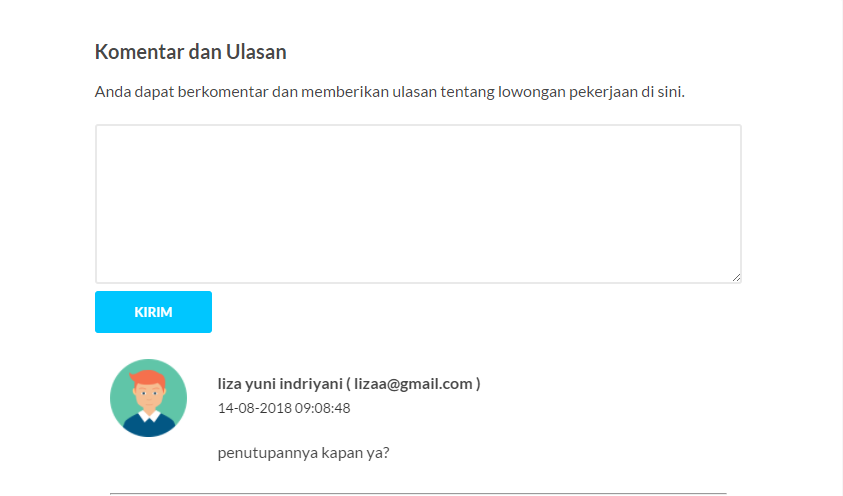 Komentar dan Ulasan
Anda dapat berkomentar dan memberikan ulasan tentang lowongan pekerjaan di sini.
KIRIM
liza yuni indriyani ( lizaa@gmail.com )
14-08-2018 09:08:48
penutupannya kapan ya?